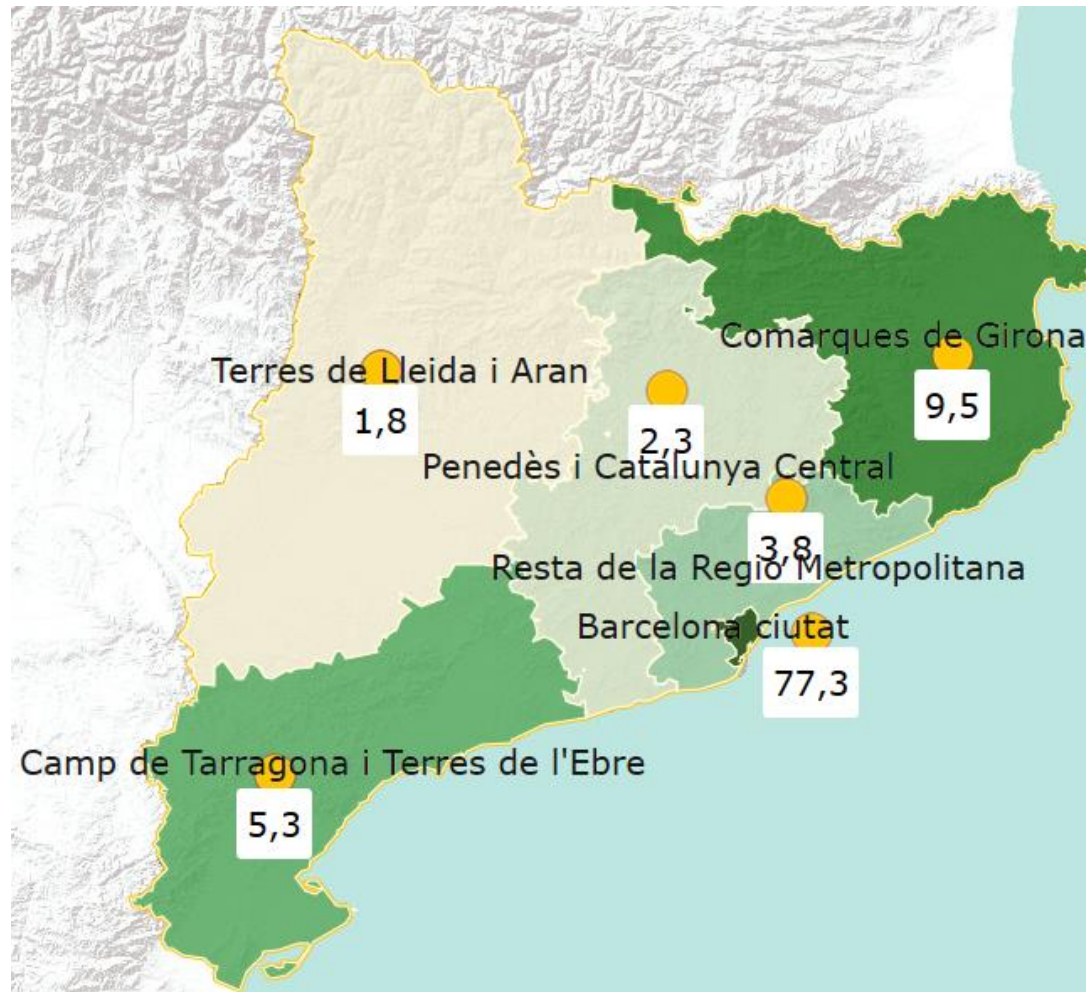 Comarques de Girona
9,5
Terres de Lleida i Aran
1,8
2,3
Penedès i Catalunya Central
3,8
Resta de la Regió Metropolitana
Barcelona ciutat
77,3
Camp de Tarragona i Terres de l'Ebre
5,3